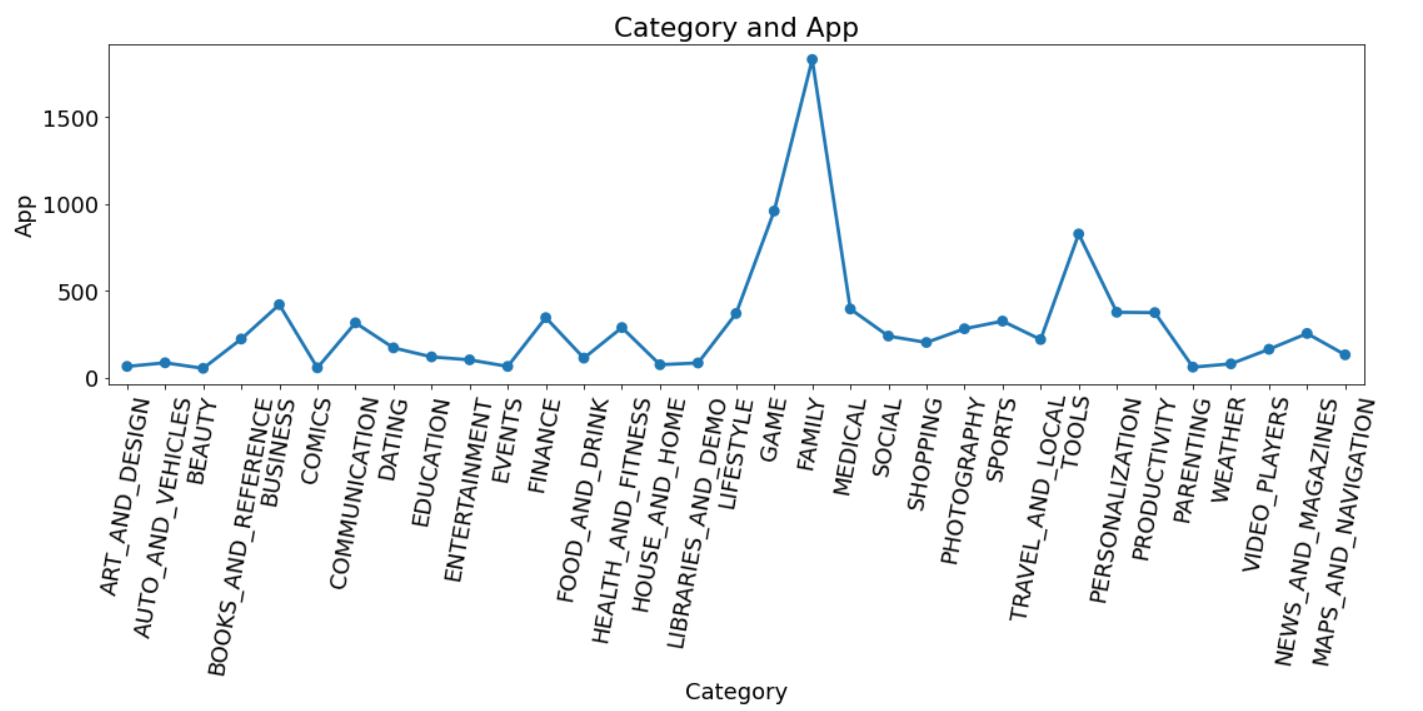 Category and App
App
1500
1000
500
0
ART_AND_DESIGN
AUTO_AND_VEHICLES
BEAUTY
BOOKS_AND_REFERENCE
BUSINESS
COMICS
COMMUNICATION
DATING
EDUCATION
ENTERTAINMENT
EVENTS
FINANCE
FOOD_AND_DRINK
HEALTH_AND_FITNESS
HOUSE_AND_HOME
LIBRARIES_AND_DEMO
LIFESTYLE
GAME
FAMILY
MEDICAL
SOCIAL
SHOPPING
PHOTOGRAPHY
SPORTS
TRAVEL_AND_LOCAL
TOOLS
PERSONALIZATION
PRODUCTIVITY
PARENTING
WEATHER
VIDEO_PLAYERS
NEWS_AND_MAGAZINES
MAPS_AND_NAVIGATION
Category